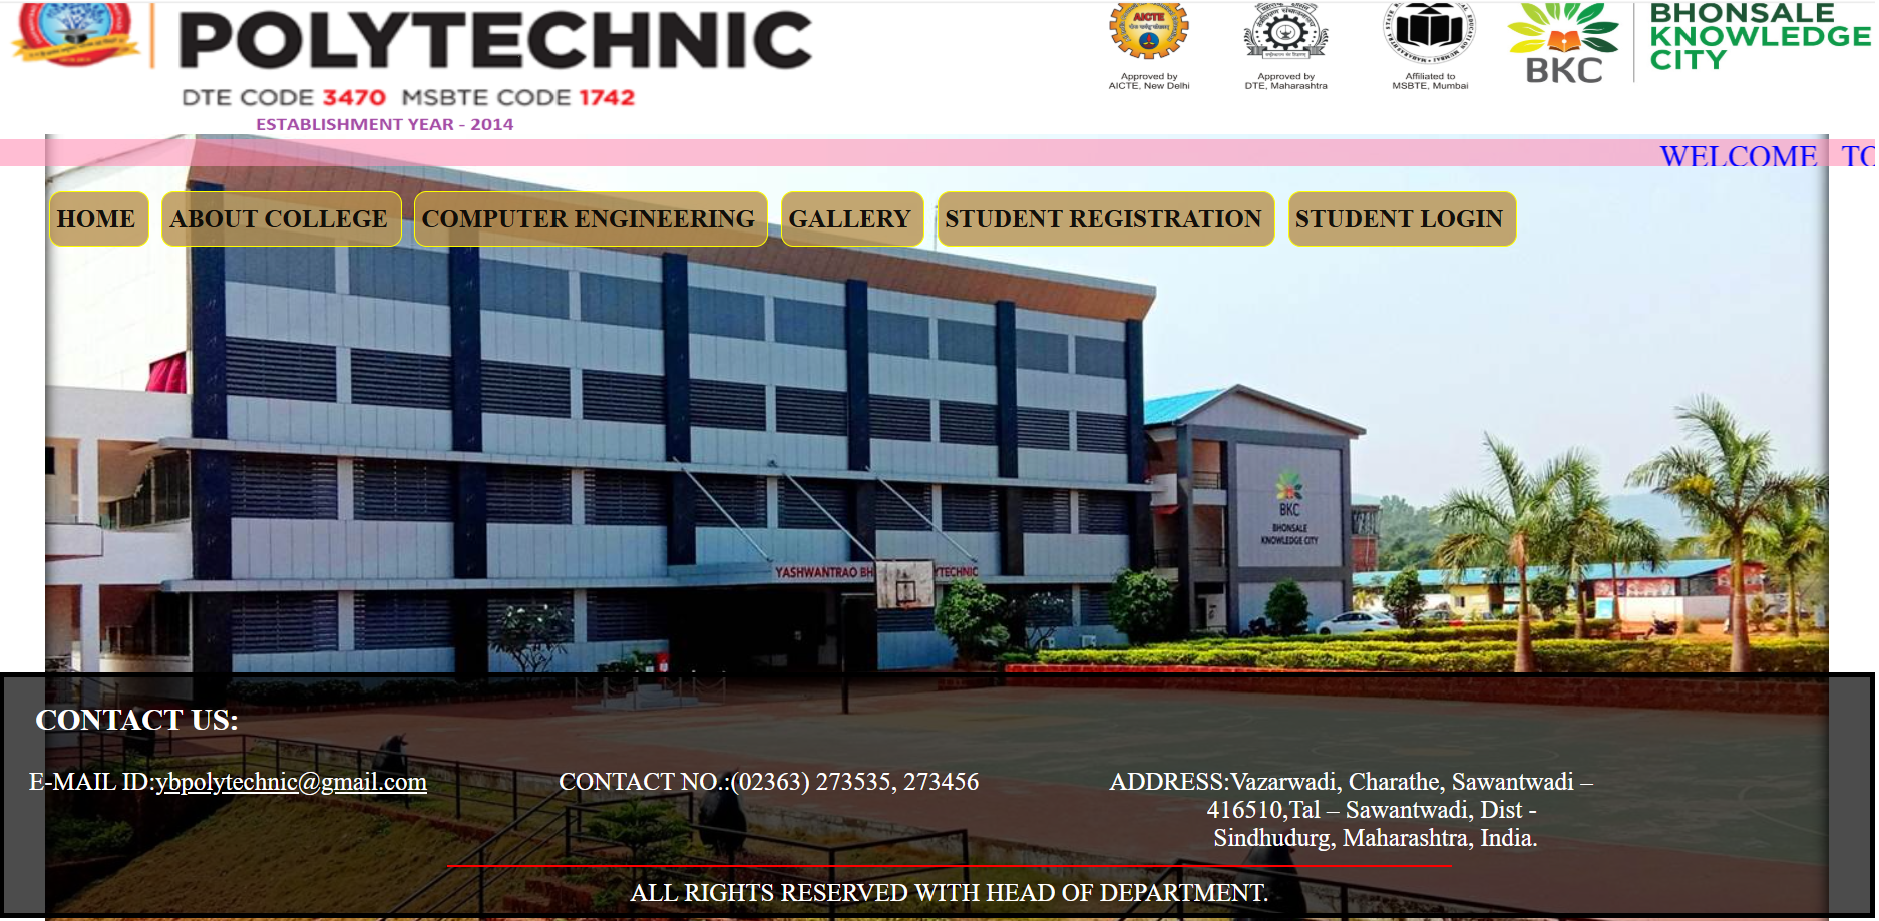 POLYTECHNIC
DTE CODE 3470 MSBTE CODE 1742
ESTABLISHMENT YEAR - 2014
AICTE
Approved by
AICTE, New Delhi
Approved by
DTE, Maharashtra
Affiliated to
MSBTE, Mumbai
BKC
BHONSALE
KNOWLEDGE
CITY
WELCOME TO
HOME
ABOUT COLLEGE
COMPUTER ENGINEERING
GALLERY
STUDENT REGISTRATION
STUDENT LOGIN
BKC
BHONSALE
KNOWLEDGE CITY
YASHWANTRAO BH TECHNIC
CONTACT US:
E-MAIL ID:ybpolytechnic@gmail.com
CONTACT NO.:(02363) 273535, 273456
ADDRESS:Vazarwadi, Charathe, Sawantwadi –
416510,Tal – Sawantwadi, Dist -
Sindhudurg, Maharashtra, India.
ALL RIGHTS RESERVED WITH HEAD OF DEPARTMENT.